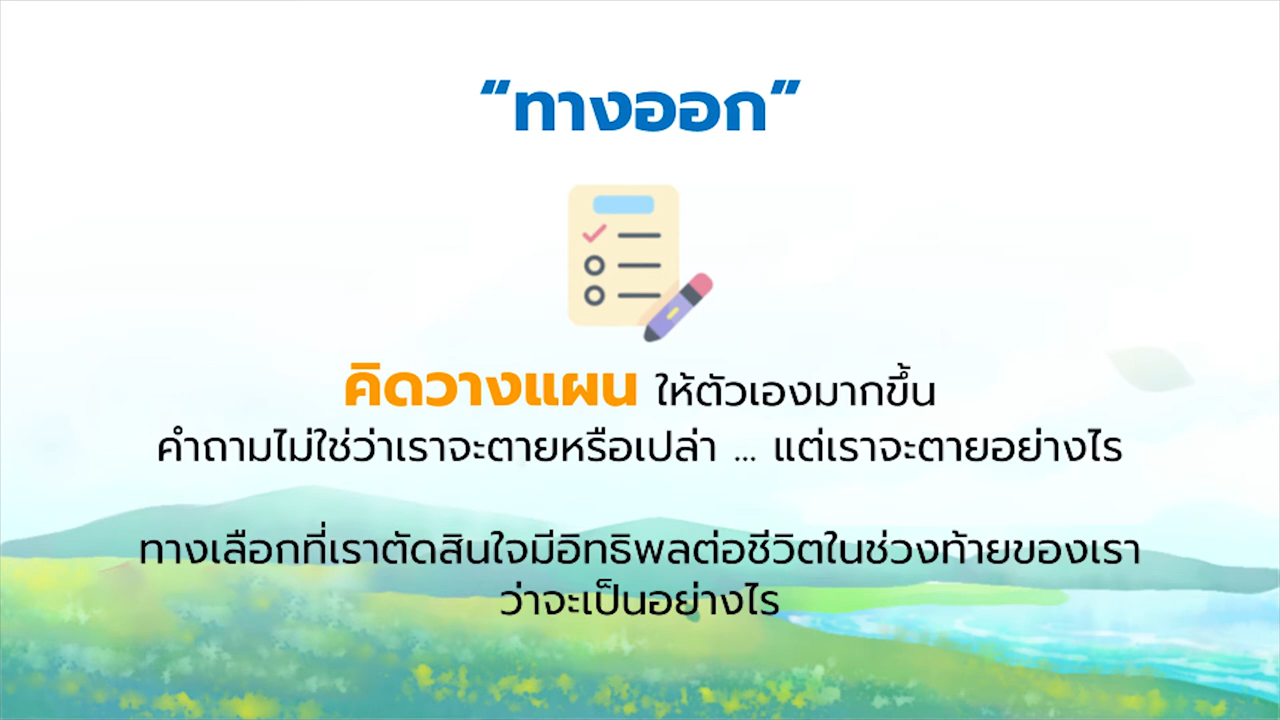 “ทางออก”
คิดวางแผน ให้ตัวเองมากขึ้น
คำถามไม่ใช่ว่าเราจะตายหรือเปล่า ... แต่เราจะตายอย่างไร
ทางเลือกที่เราตัดสินใจมีอิทธิพลต่อชีวิตในช่วงท้ายของเรา
ว่าจะเป็นอย่างไร